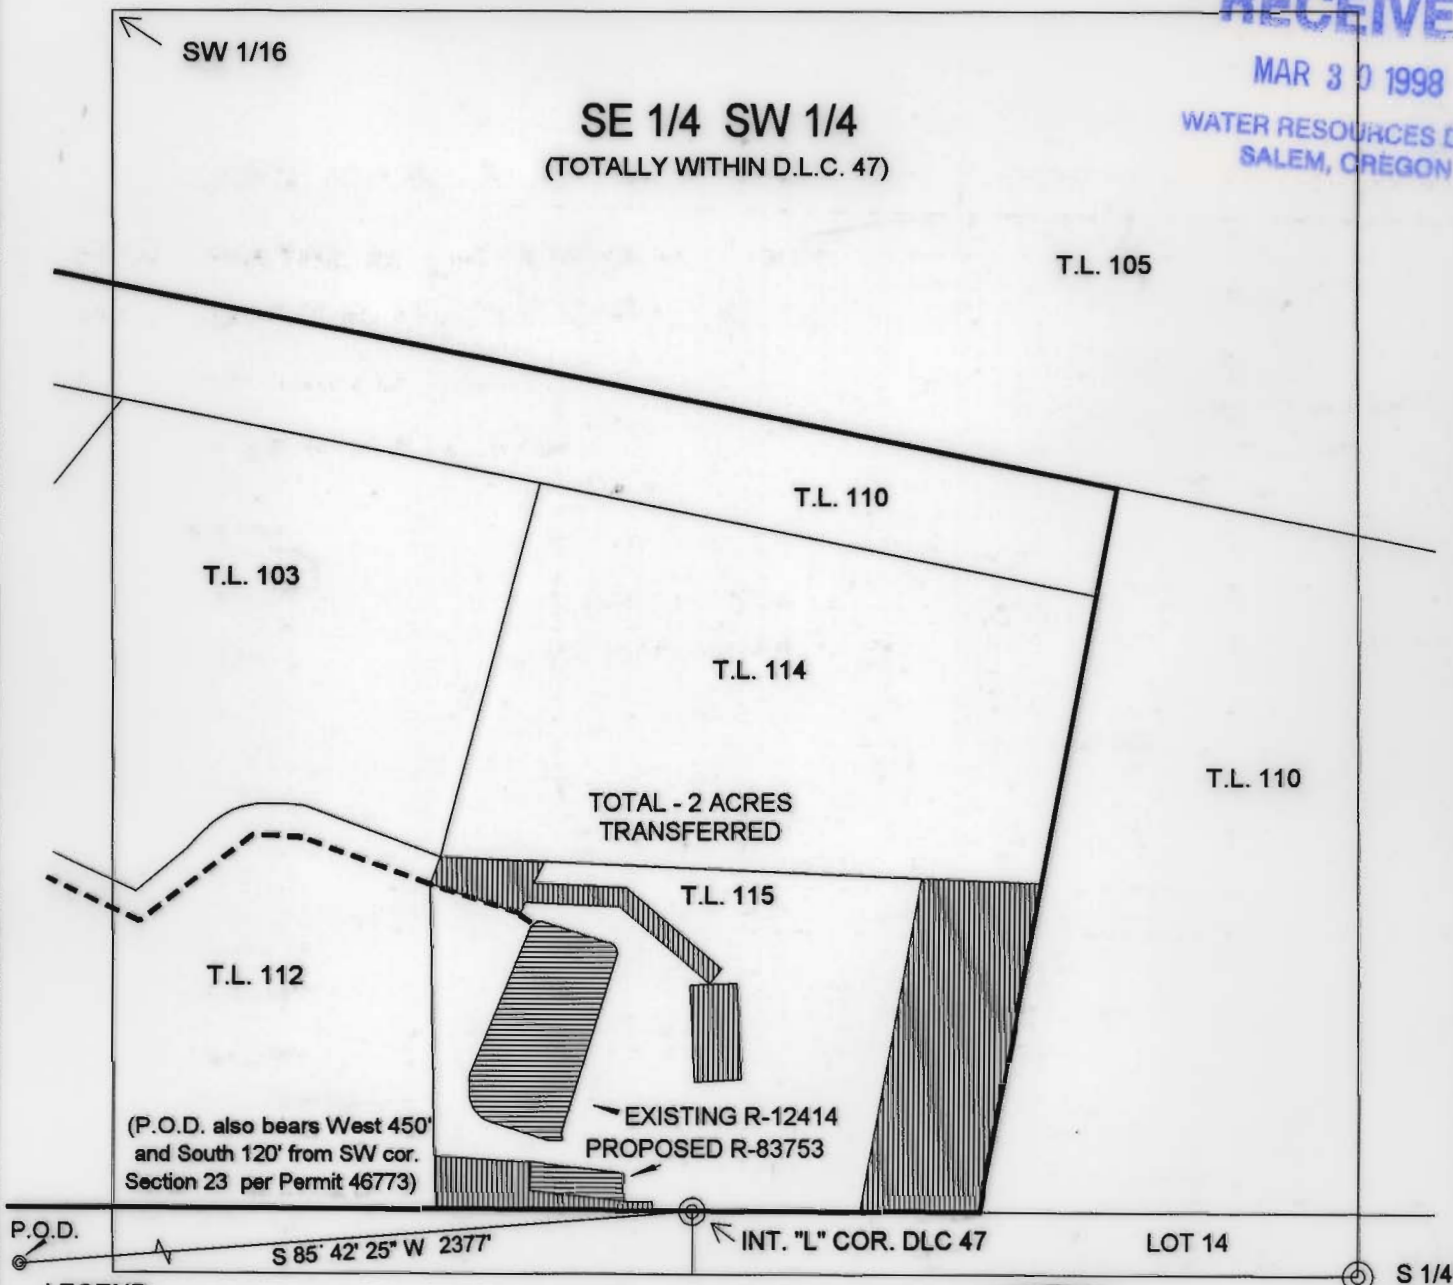 RECEIVE
MAR 3 0 1998
WATER RESOURCES D
SALEM, OREGON
SW 1/16
SE 1/4 SW 1/4
(TOTALLY WITHIN D.L.C. 47)
T.L. 105
T.L. 110
T.L. 103
T.L. 114
T.L. 110
TOTAL - 2 ACRES
TRANSFERRED
T.L. 115
T.L. 112
EXISTING R-12414
PROPOSED R-83753
(P.O.D. also bears West 450'
and South 120' from SW cor.
Section 23 per Permit 46773)
P.O.D.
S 85° 42' 25" W 2377'
INT. "L" COR. DLC 47
LOT 14
S 1/4
LEGEND